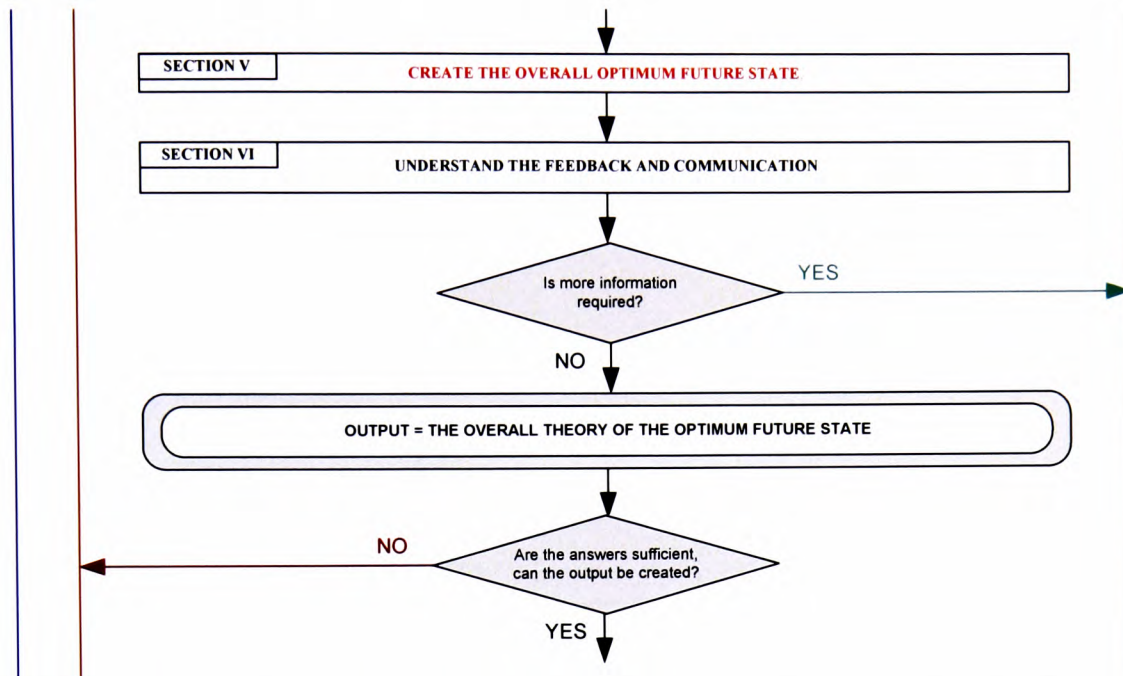 SECTION V
CREATE THE OVERALL OPTIMUM FUTURE STATE
SECTION VI
UNDERSTAND THE FEEDBACK AND COMMUNICATION
Is more information
required?
YES
NO
OUTPUT = THE OVERALL THEORY OF THE OPTIMUM FUTURE STATE
NO
Are the answers sufficient,
can the output be created?
YES